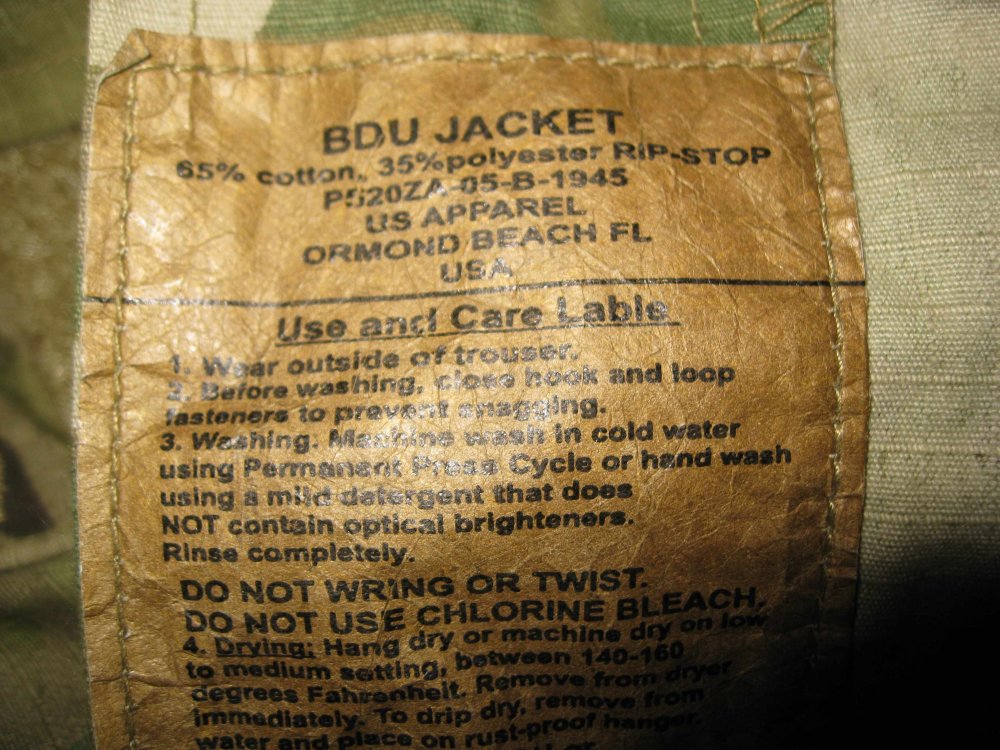 BDU JACKET
65% cotton, 35%polyester RIP-STOP
P520ZA-05-B-1945
US APPAREL
ORMOND BEACH FL
USA
Use and Care Lable
1. Wear outside of trouser.
2. Before washing, close hook and loop
fasteners to prevent snagging.
3. Washing. Machine wash in cold water
using Permanant Press Cycle or hand wash
using a mild detergent that does
NOT contain optical brighteners.
Rinse completely.
DO NOT WRING OR TWIST.
DO NOT USE CHLORINE BLEACH.
4. Drying: Hang dry or machine dry on low
to medium setting, between 140-160
degrees Fahrenheit. Remove from dryer
immediately. To drip dry, remove from
water and place on rust-proof hanger.